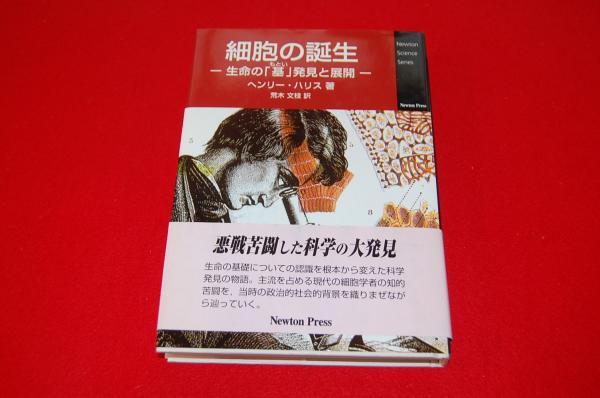 細胞の誕生
もとい
— 生命の「基」発見と展開 —
ヘンリー・ハリス 著
荒木 文枝 訳
Newton
Science
Series
Newton Press
5
8
悪戦苦闘した科学の大発見
生命の基礎についての認識を根本から変えた科学
発見の物語。主流を占める現代の細胞学者の知的
苦闘を、当時の政治的社会的背景を織りまぜなが
ら辿っていく。
Newton Press